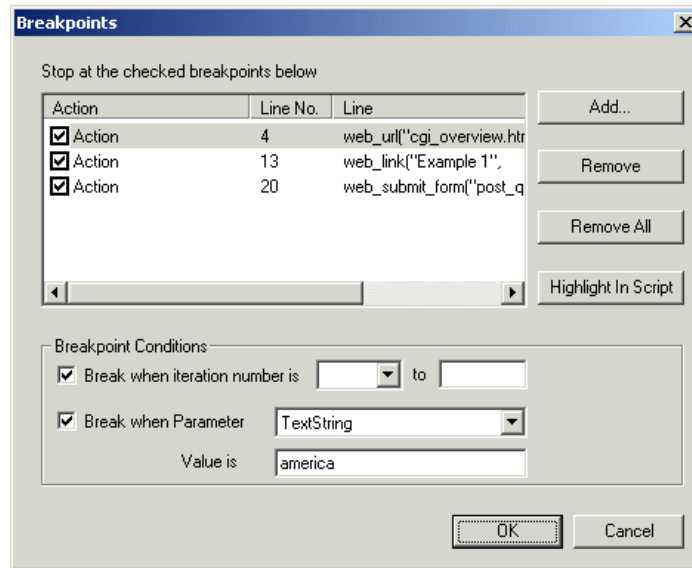 Breakpoints
Stop at the checked breakpoints below
Action Line No. Line
Action 4 web_url("cgi_overview.htr
Action 13 web_link("Example 1",
Action 20 web_submit_form("post_q
Add...
Remove
Remove All
Highlight In Script
Breakpoint Conditions
Break when iteration number is to
Break when Parameter TextString
Value is america
OK Cancel